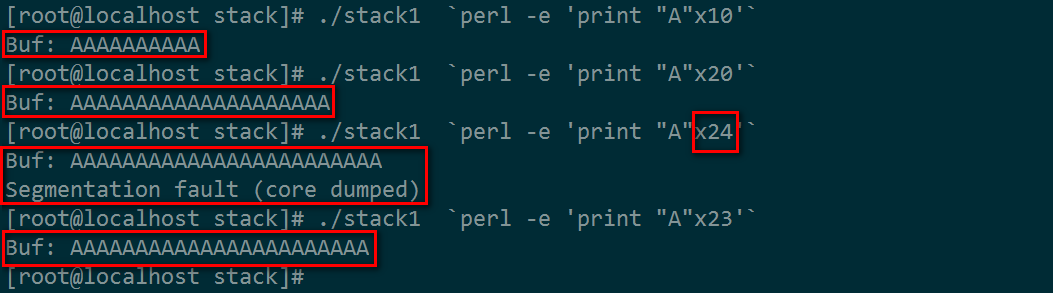 [root@localhost stack]# ./stack1  `perl -e 'print "A"x10'`
Buf: AAAAAAAAAA
[root@localhost stack]# ./stack1  `perl -e 'print "A"x20'`
Buf: AAAAAAAAAAAAAAAAAAAA
[root@localhost stack]# ./stack1  `perl -e 'print "A"x24'`
Buf: AAAAAAAAAAAAAAAAAAAAAAAA
Segmentation fault (core dumped)
[root@localhost stack]# ./stack1  `perl -e 'print "A"x23'`
Buf: AAAAAAAAAAAAAAAAAAAAAAA
[root@localhost stack]#